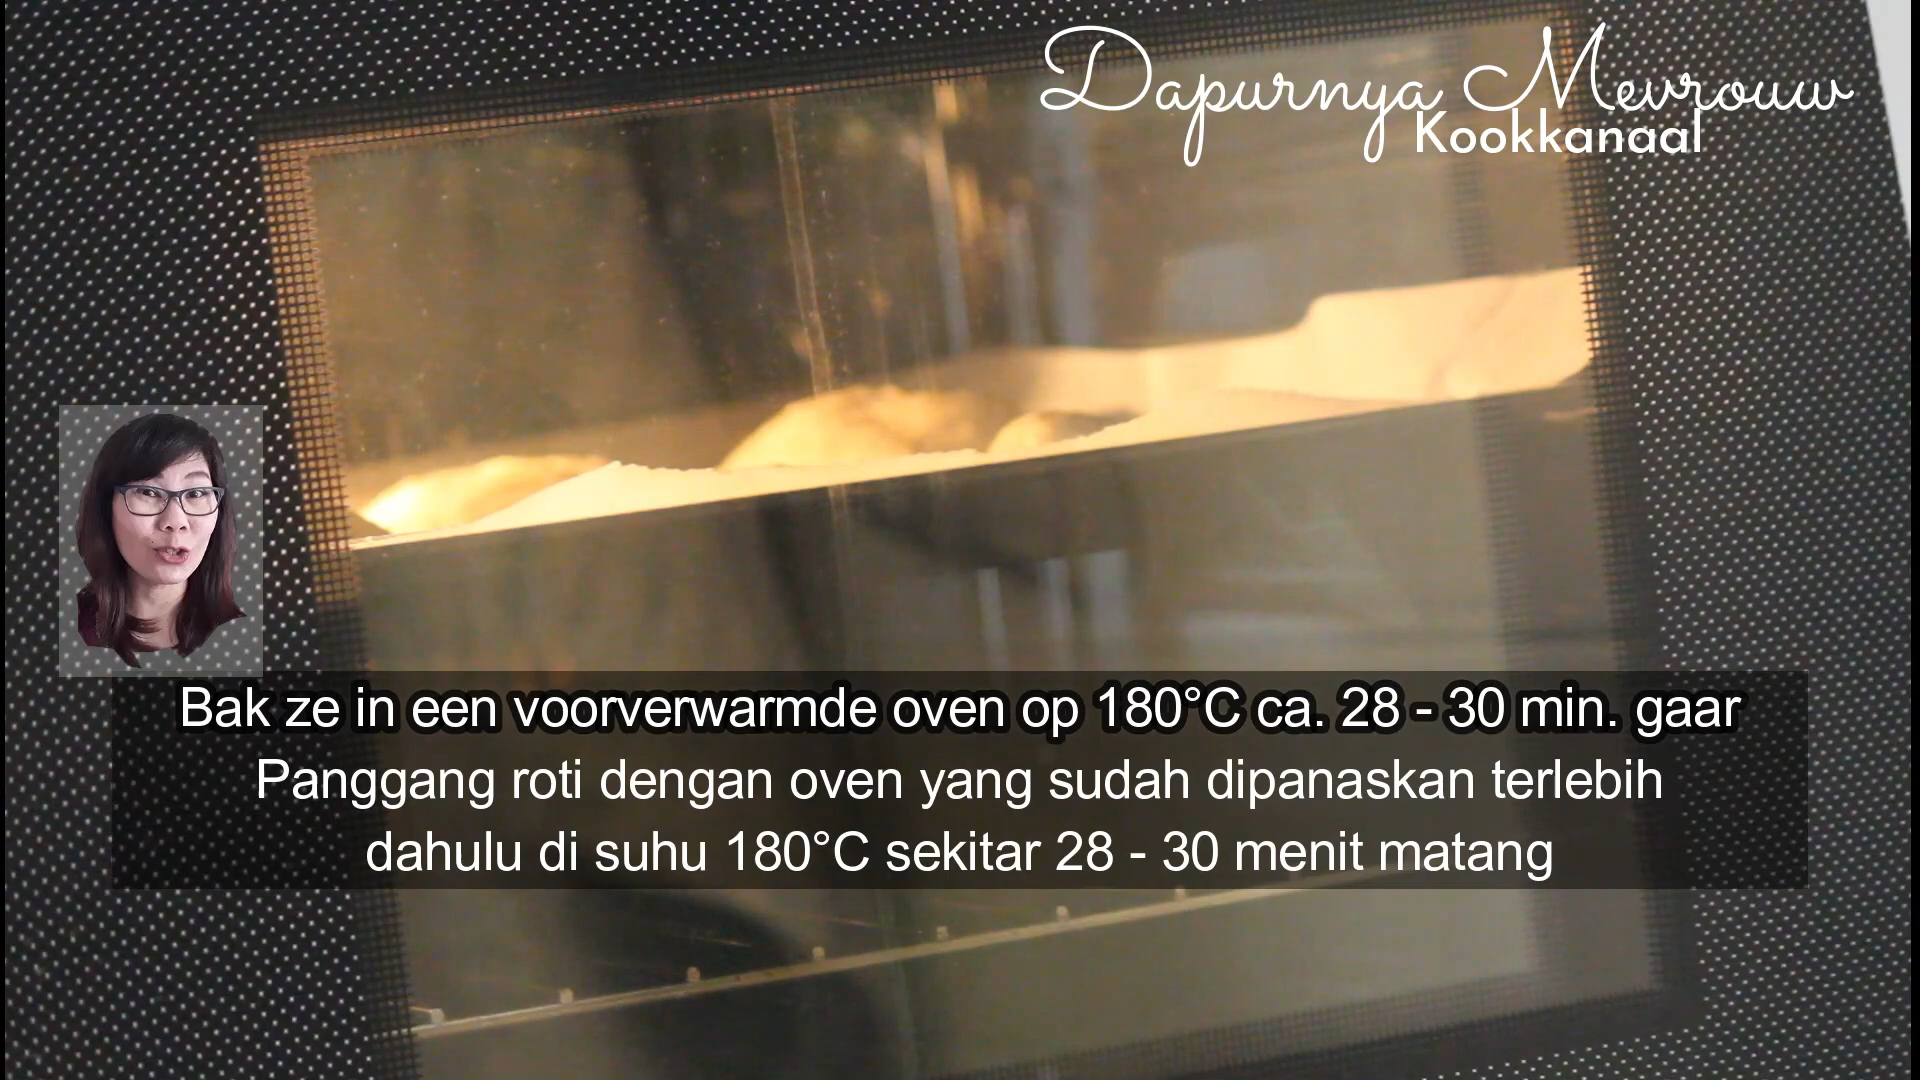 Dapurnya Mevrouw
Kookkanaal
Bak ze in een voorverwarmde oven op 180°C ca. 28 - 30 min. gaar
Panggang roti dengan oven yang sudah dipanaskan terlebih
dahulu di suhu 180°C sekitar 28 - 30 menit matang